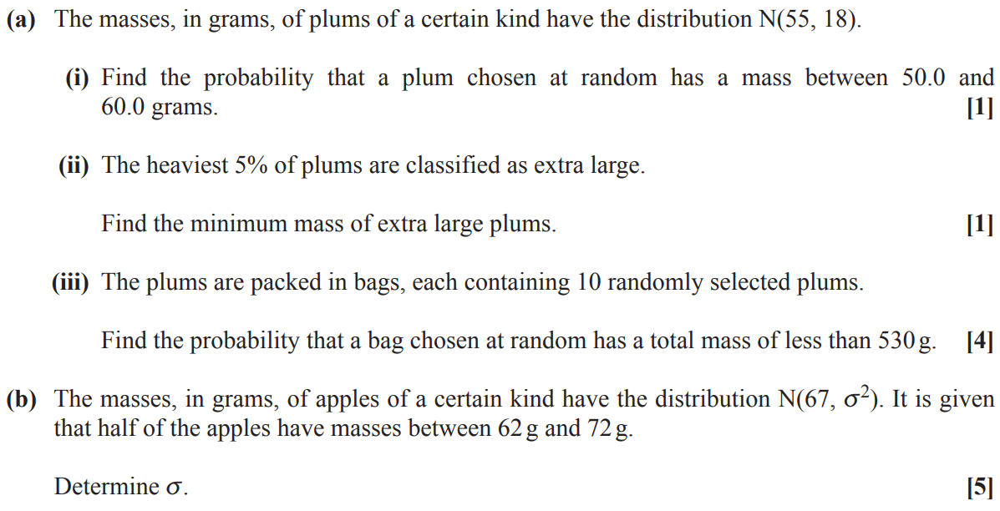 (a) The masses, in grams, of plums of a certain kind have the distribution N(55, 18).
(i) Find the probability that a plum chosen at random has a mass between 50.0 and
60.0 grams. [1]
(ii) The heaviest 5% of plums are classified as extra large.
Find the minimum mass of extra large plums. [1]
(iii) The plums are packed in bags, each containing 10 randomly selected plums.
Find the probability that a bag chosen at random has a total mass of less than 530 g. [4]
(b) The masses, in grams, of apples of a certain kind have the distribution N(67, σ²). It is given
that half of the apples have masses between 62 g and 72 g.
Determine σ. [5]